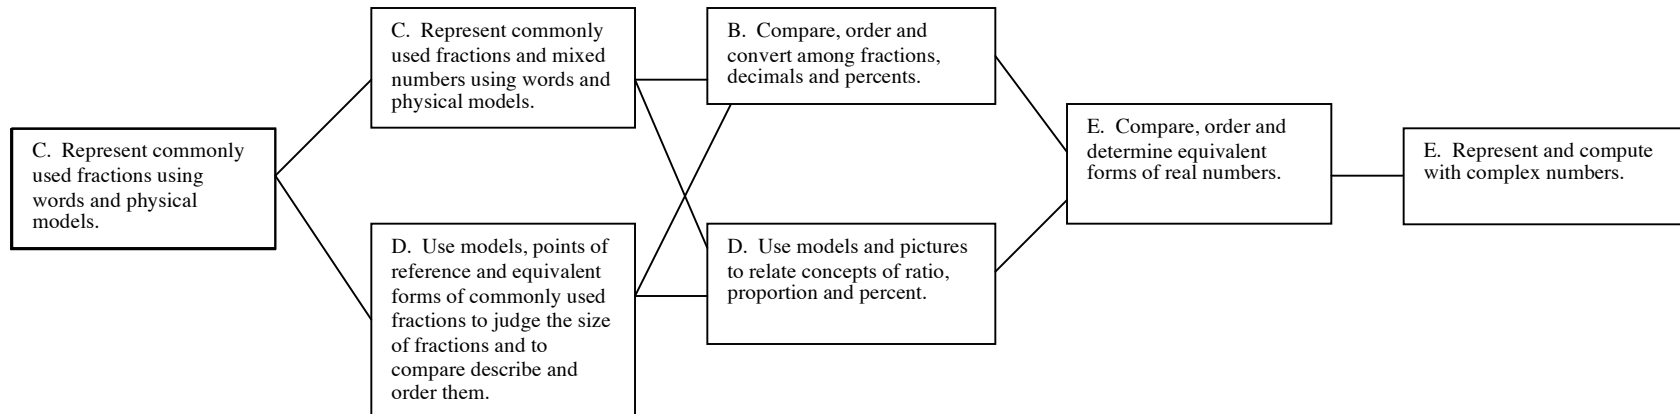 C.  Represent commonly
used fractions using
words and physical
models.
C.  Represent commonly
used fractions and mixed
numbers using words and
physical models.
D.  Use models, points of
reference and equivalent
forms of commonly used
fractions to judge the size
of fractions and to
compare describe and
order them.
B.  Compare, order and
convert among fractions,
decimals and percents.
D.  Use models and pictures
to relate concepts of ratio,
proportion and percent.
E.  Compare, order and
determine equivalent
forms of real numbers.
E.  Represent and compute
with complex numbers.